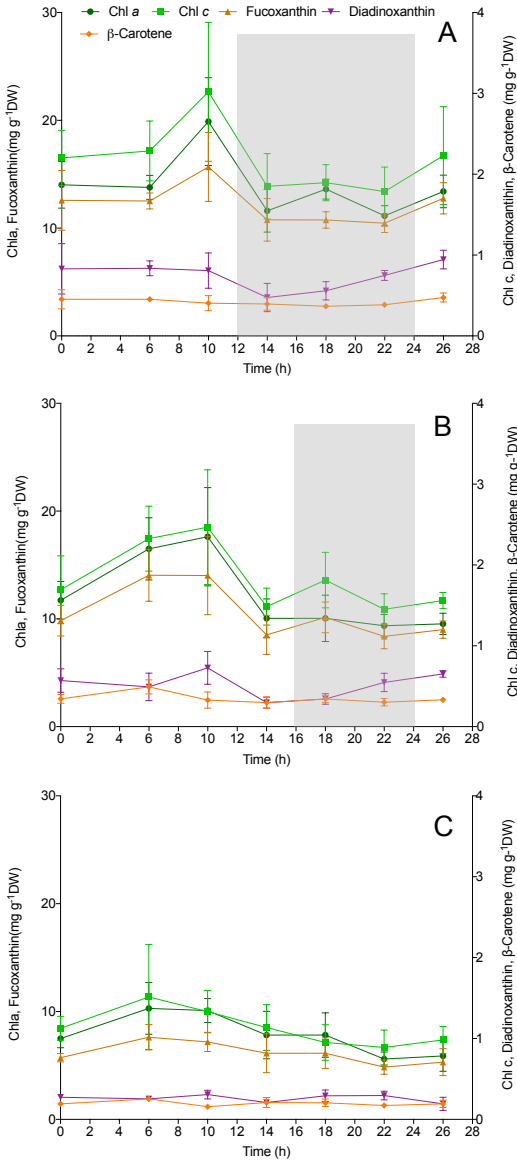 Chl a Chl c Fucoxanthin Diadinoxanthin
β-Carotene
A
30
20
10
0
4
3
2
1
0
0 2 4 6 8 10 12 14 16 18 20 22 24 26 28
Time (h)
Chla, Fucoxanthin(mg g-1DW)
Chl c, Diadinoxanthin, β-Carotene (mg g-1DW)
B
30
20
10
0
4
3
2
1
0
0 2 4 6 8 10 12 14 16 18 20 22 24 26 28
Time (h)
Chla, Fucoxanthin(mg g-1DW)
Chl c, Diadinoxanthin, β-Carotene (mg g-1DW)
C
30
20
10
0
4
3
2
1
0
0 2 4 6 8 10 12 14 16 18 20 22 24 26 28
Time (h)
Chla, Fucoxanthin(mg g-1DW)
Chl c, Diadinoxanthin, β-Carotene (mg g-1DW)